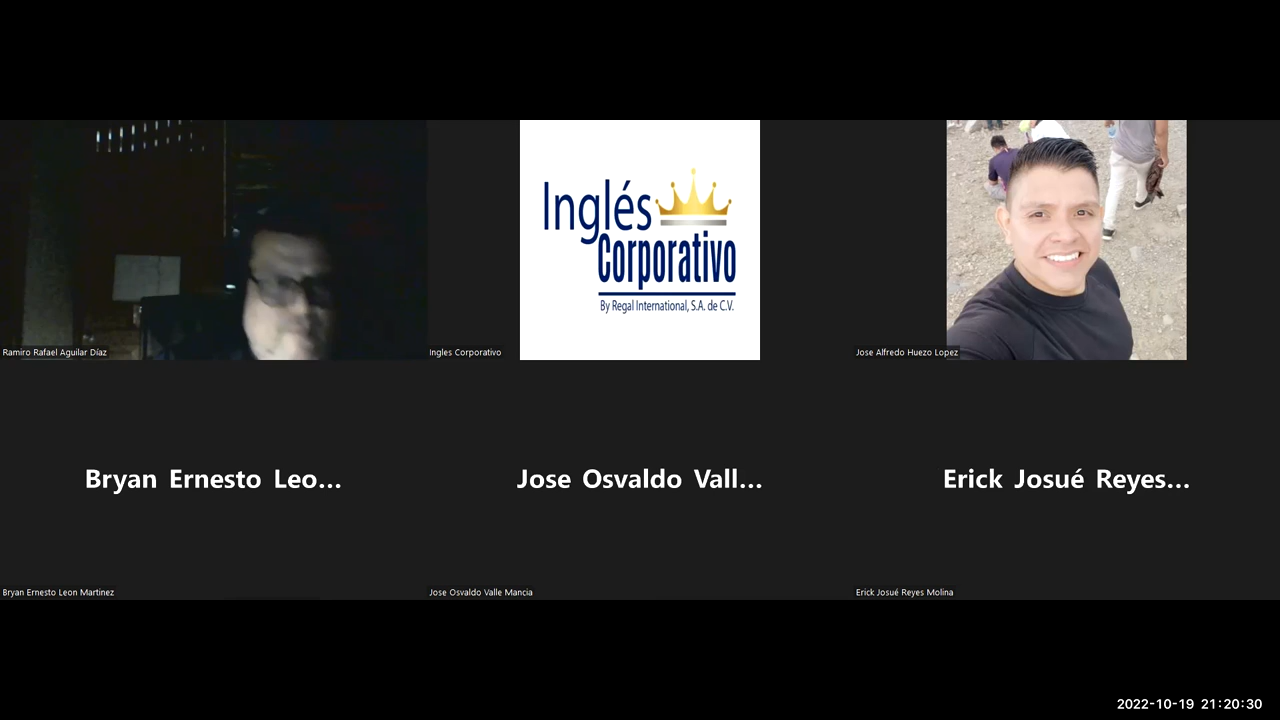 Inglés
Corporativo
By Regal International, S.A. de C.V.
Ramiro Rafael Aguilar Díaz
Ingles Corporativo
Jose Alfredo Huezo Lopez
Bryan Ernesto Leo...
Jose Osvaldo Vall...
Erick Josué Reyes...
Bryan Ernesto Leon Martinez
Jose Osvaldo Valle Mancia
Erick Josué Reyes Molina
2022-10-19 21:20:30